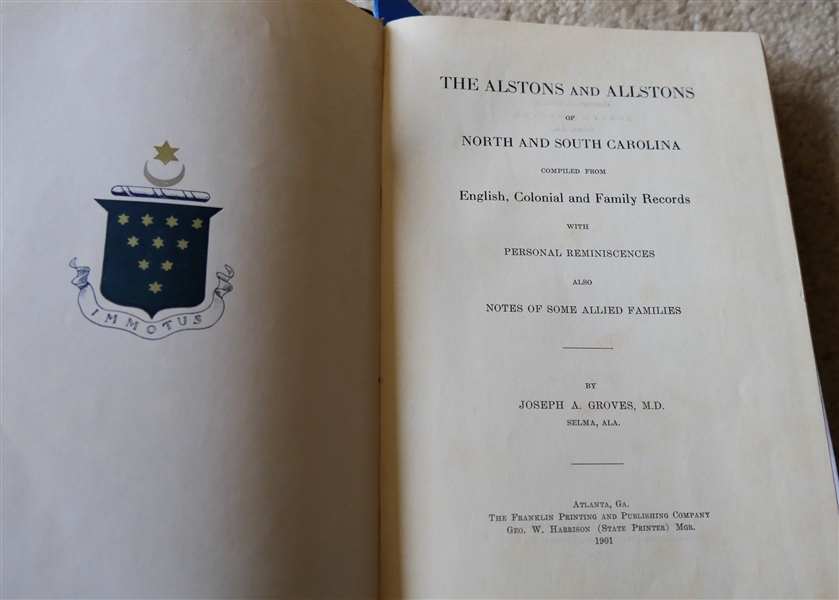 IMMOTUS
THE ALSTONS AND ALLSTONS
OF
NORTH AND SOUTH CAROLINA
COMPILED FROM
English, Colonial and Family Records
WITH
PERSONAL REMINISCENCES
ALSO
NOTES OF SOME ALLIED FAMILIES
BY
JOSEPH A. GROVES, M.D.
SELMA, ALA.
ATLANTA, GA.
THE FRANKLIN PRINTING AND PUBLISHING COMPANY
GEO. W. HARRISON (STATE PRINTER) MGR.
1901